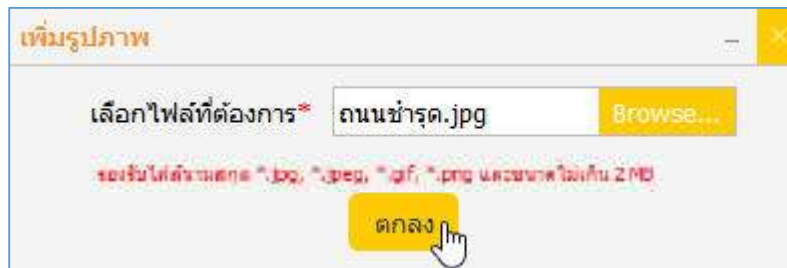 เพิ่มรูปภาพ
เลือกไฟล์ที่ต้องการ* ถนนชำรุด.jpg Browse...
รองรับไฟล์นามสกุล *.jpg, *.jpeg, *.gif, *.png และขนาดไม่เกิน 2 MB
ตกลง